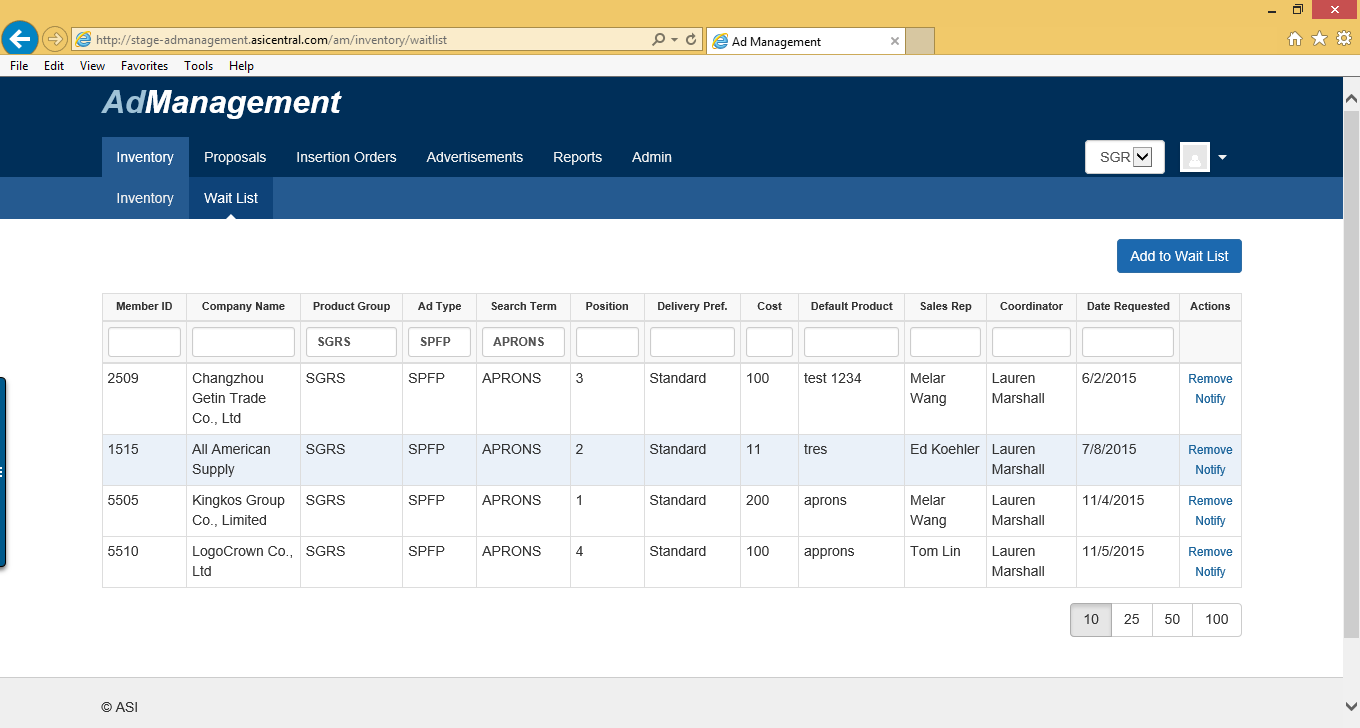 http://stage-admanagement.asicentral.com/am/inventory/waitlist
Ad Management
File Edit View Favorites Tools Help
AdManagement
Inventory Proposals Insertion Orders Advertisements Reports Admin SGR
Inventory Wait List
Add to Wait List
Member ID Company Name Product Group Ad Type Search Term Position Delivery Pref. Cost Default Product Sales Rep Coordinator Date Requested Actions
SGRS SPFP APRONS
2509 Changzhou SGRS SPFP APRONS 3 Standard 100 test 1234 Melar Lauren 6/2/2015 Remove
Getin Trade Wang Marshall Notify
Co., Ltd
1515 All American SGRS SPFP APRONS 2 Standard 11 tres Ed Koehler Lauren 7/8/2015 Remove
Supply Marshall Notify
5505 Kingkos Group SGRS SPFP APRONS 1 Standard 200 aprons Melar Lauren 11/4/2015 Remove
Co., Limited Wang Marshall Notify
5510 LogoCrown Co., SGRS SPFP APRONS 4 Standard 100 approns Tom Lin Lauren 11/5/2015 Remove
Ltd Marshall Notify
10 25 50 100
© ASI